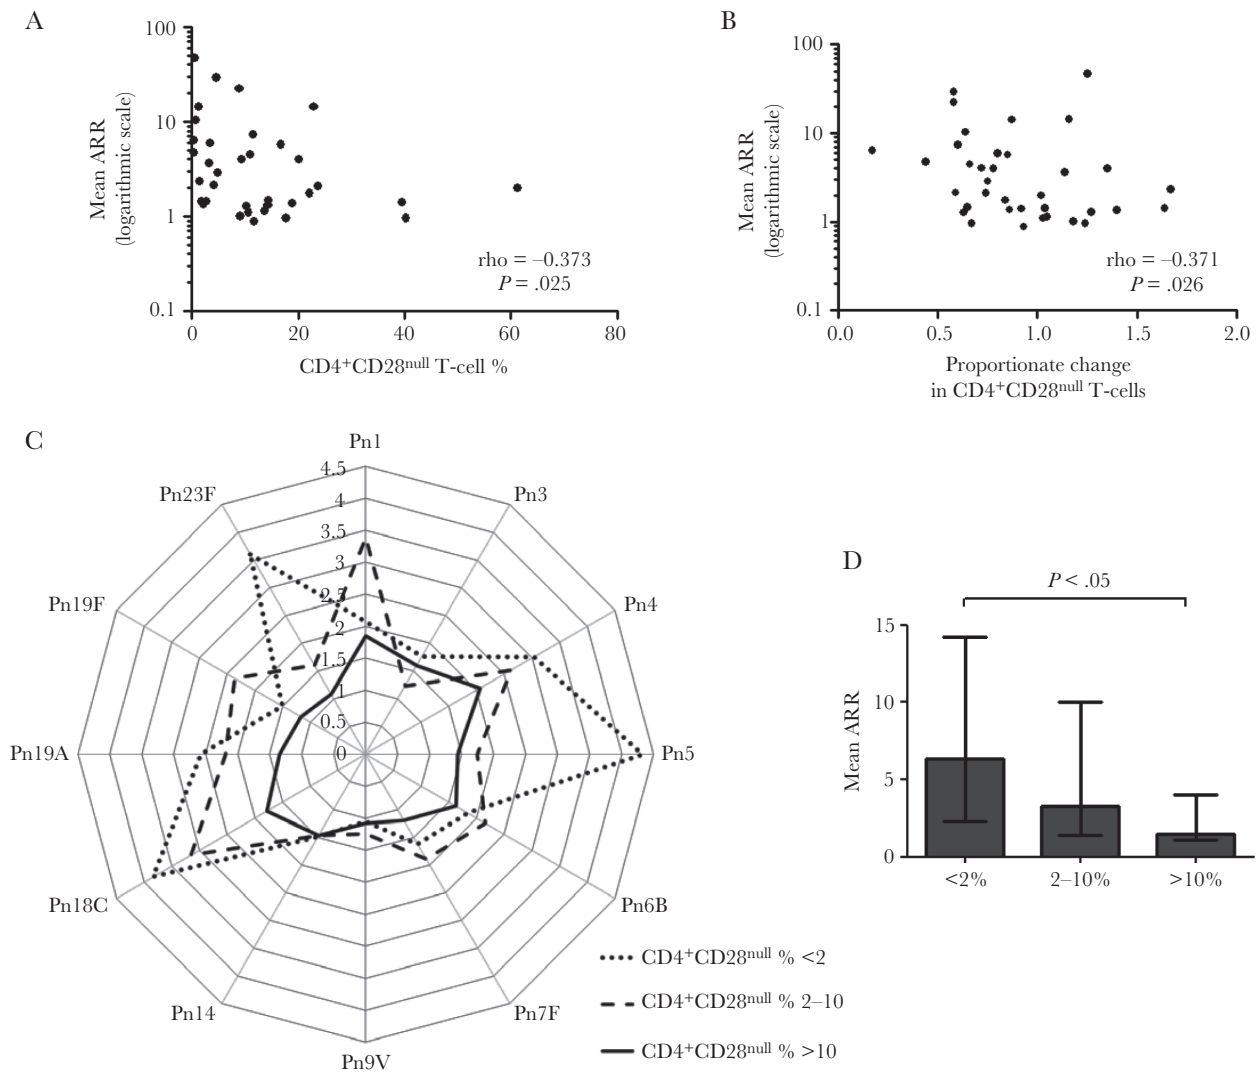 A
100
10
1
0.1
Mean ARR
(logarithmic scale)
rho = –0.373
P = .025
0 20 40 60 80
CD4+CD28null T-cell %
B
100
10
1
0.1
Mean ARR
(logarithmic scale)
rho = –0.371
P = .026
0.0 0.5 1.0 1.5 2.0
Proportionate change
in CD4+CD28null T-cells
C
Pn1
Pn3
Pn4
Pn5
Pn6B
Pn7F
Pn9V
Pn14
Pn18C
Pn19A
Pn19F
Pn23F
4.5
4
3.5
3
2.5
2
1.5
1
0.5
0
CD4+CD28null % <2
CD4+CD28null % 2–10
CD4+CD28null % >10
D
P < .05
15
10
5
0
Mean ARR
<2% 2–10% >10%